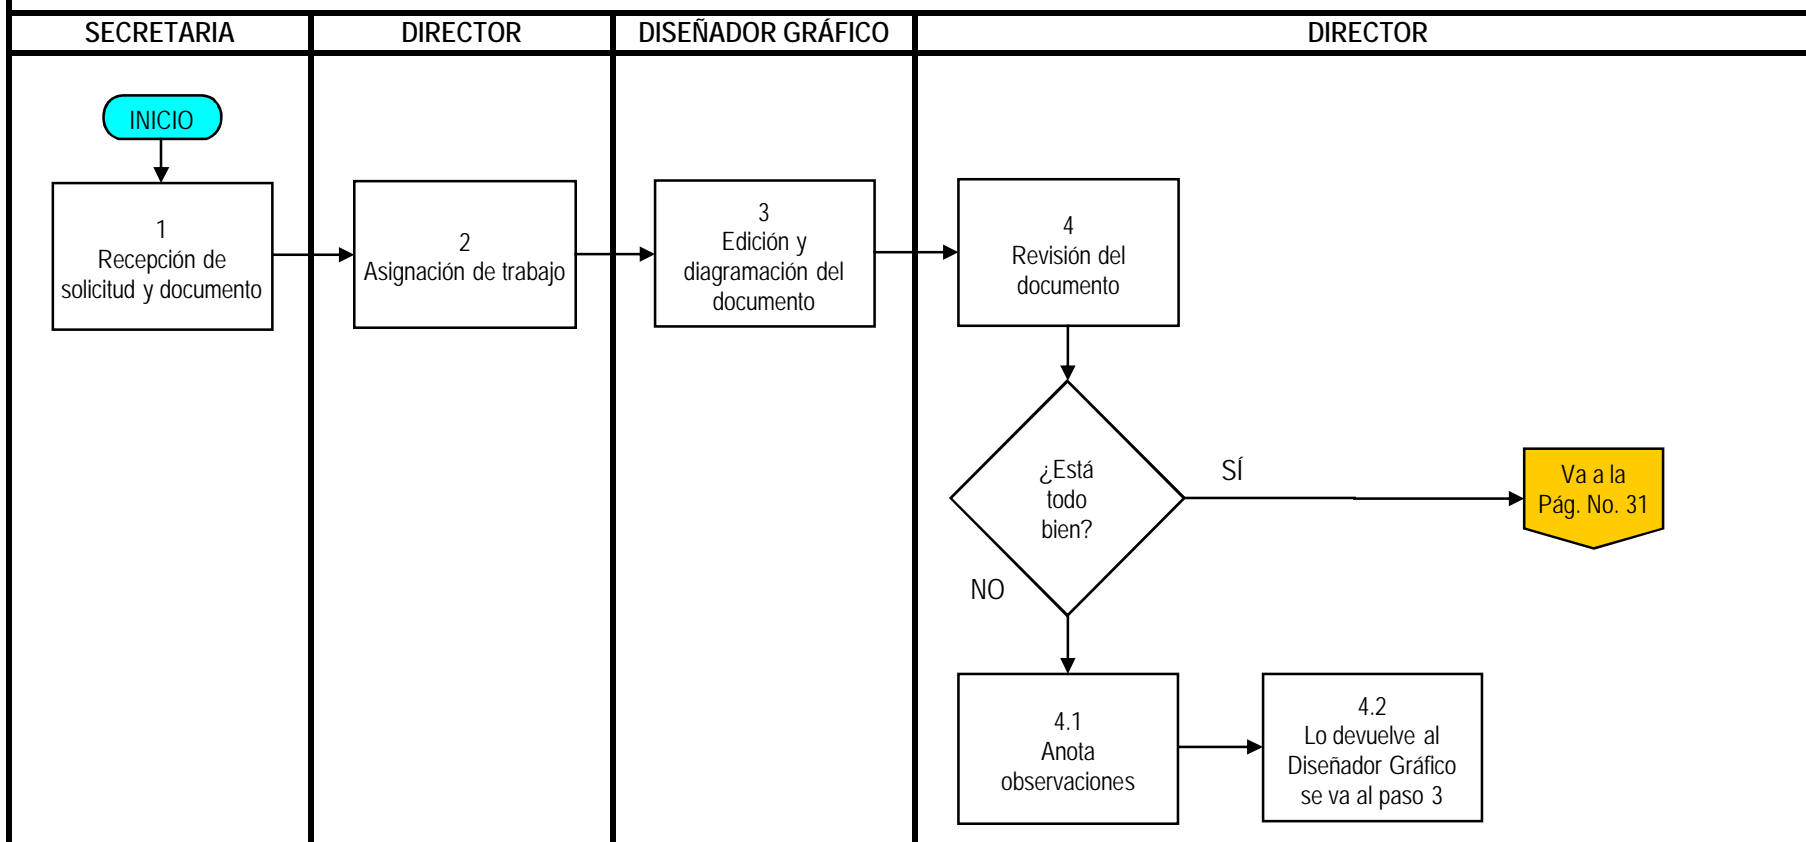 SECRETARIA
DIRECTOR
DISEÑADOR GRÁFICO
DIRECTOR
INICIO
1
Recepción de
solicitud y documento
2
Asignación de trabajo
3
Edición y
diagramación del
documento
4
Revisión del
documento
¿Está
todo
bien?
SÍ
Va a la
Pág. No. 31
NO
4.1
Anota
observaciones
4.2
Lo devuelve al
Diseñador Gráfico
se va al paso 3